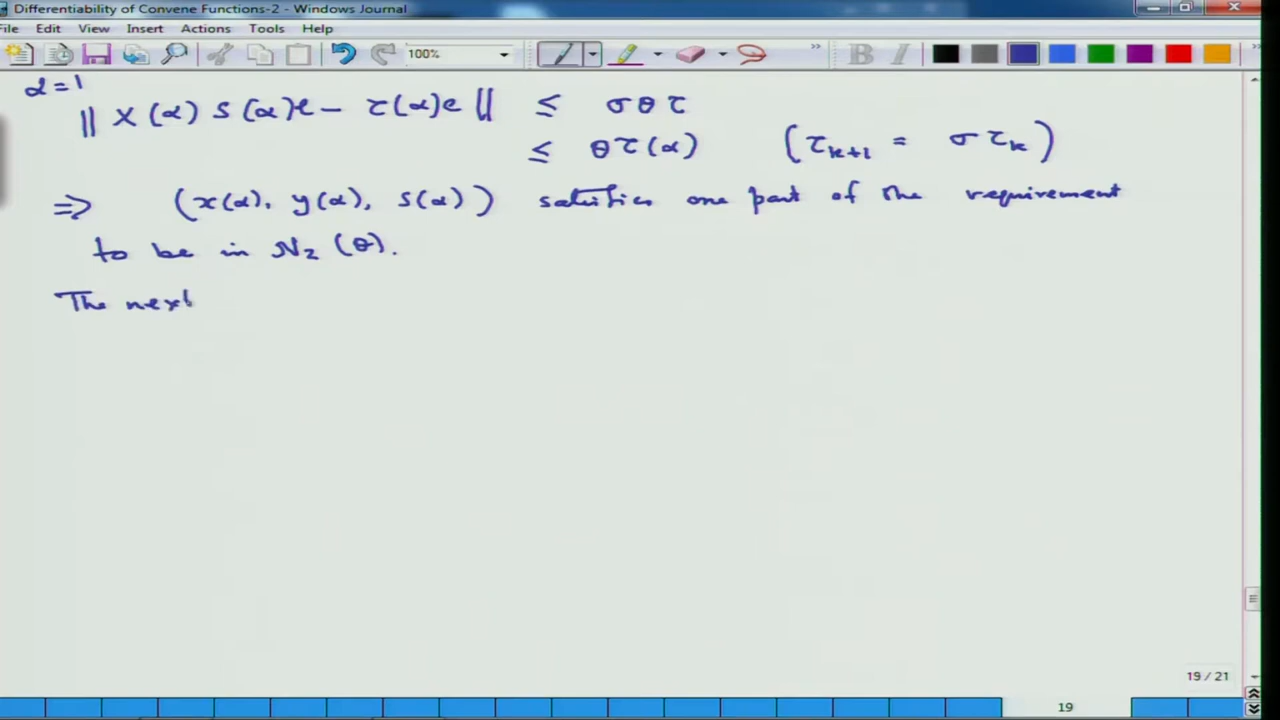 Differentiability of Convene Functions-2 - Windows Journal
File Edit View Insert Actions Tools Help
100%
α=1
|| X(α) S(α)e - τ(α)e || ≤ σθτ
≤ θτ(α) (τₖ₊₁ = στₖ)
⇒ (x(α), y(α), s(α)) satisfies one part of the requirement
to be in N₂(θ).
The next
19 / 21
19